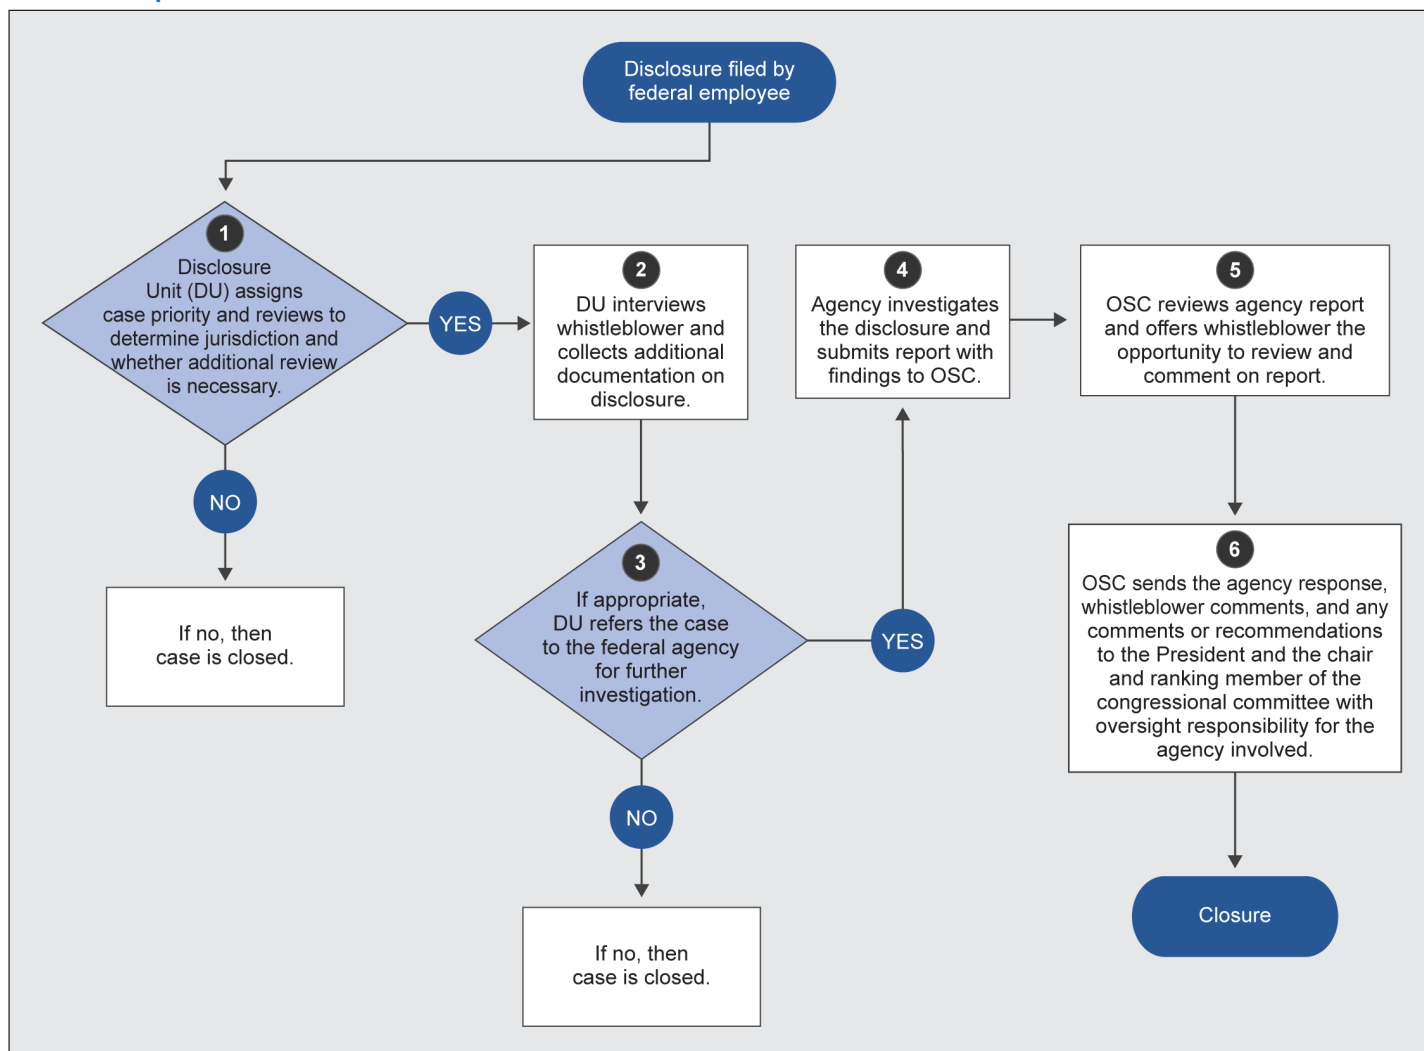 Disclosure filed by
federal employee
1
Disclosure
Unit (DU) assigns
case priority and reviews to
determine jurisdiction and
whether additional review
is necessary.
YES
NO
If no, then
case is closed.
2
DU interviews
whistleblower and
collects additional
documentation on
disclosure.
3
If appropriate,
DU refers the case
to the federal agency
for further
investigation.
YES
NO
If no, then
case is closed.
4
Agency investigates
the disclosure and
submits report with
findings to OSC.
5
OSC reviews agency report
and offers whistleblower the
opportunity to review and
comment on report.
6
OSC sends the agency response,
whistleblower comments, and any
comments or recommendations
to the President and the chair
and ranking member of the
congressional committee with
oversight responsibility for the
agency involved.
Closure